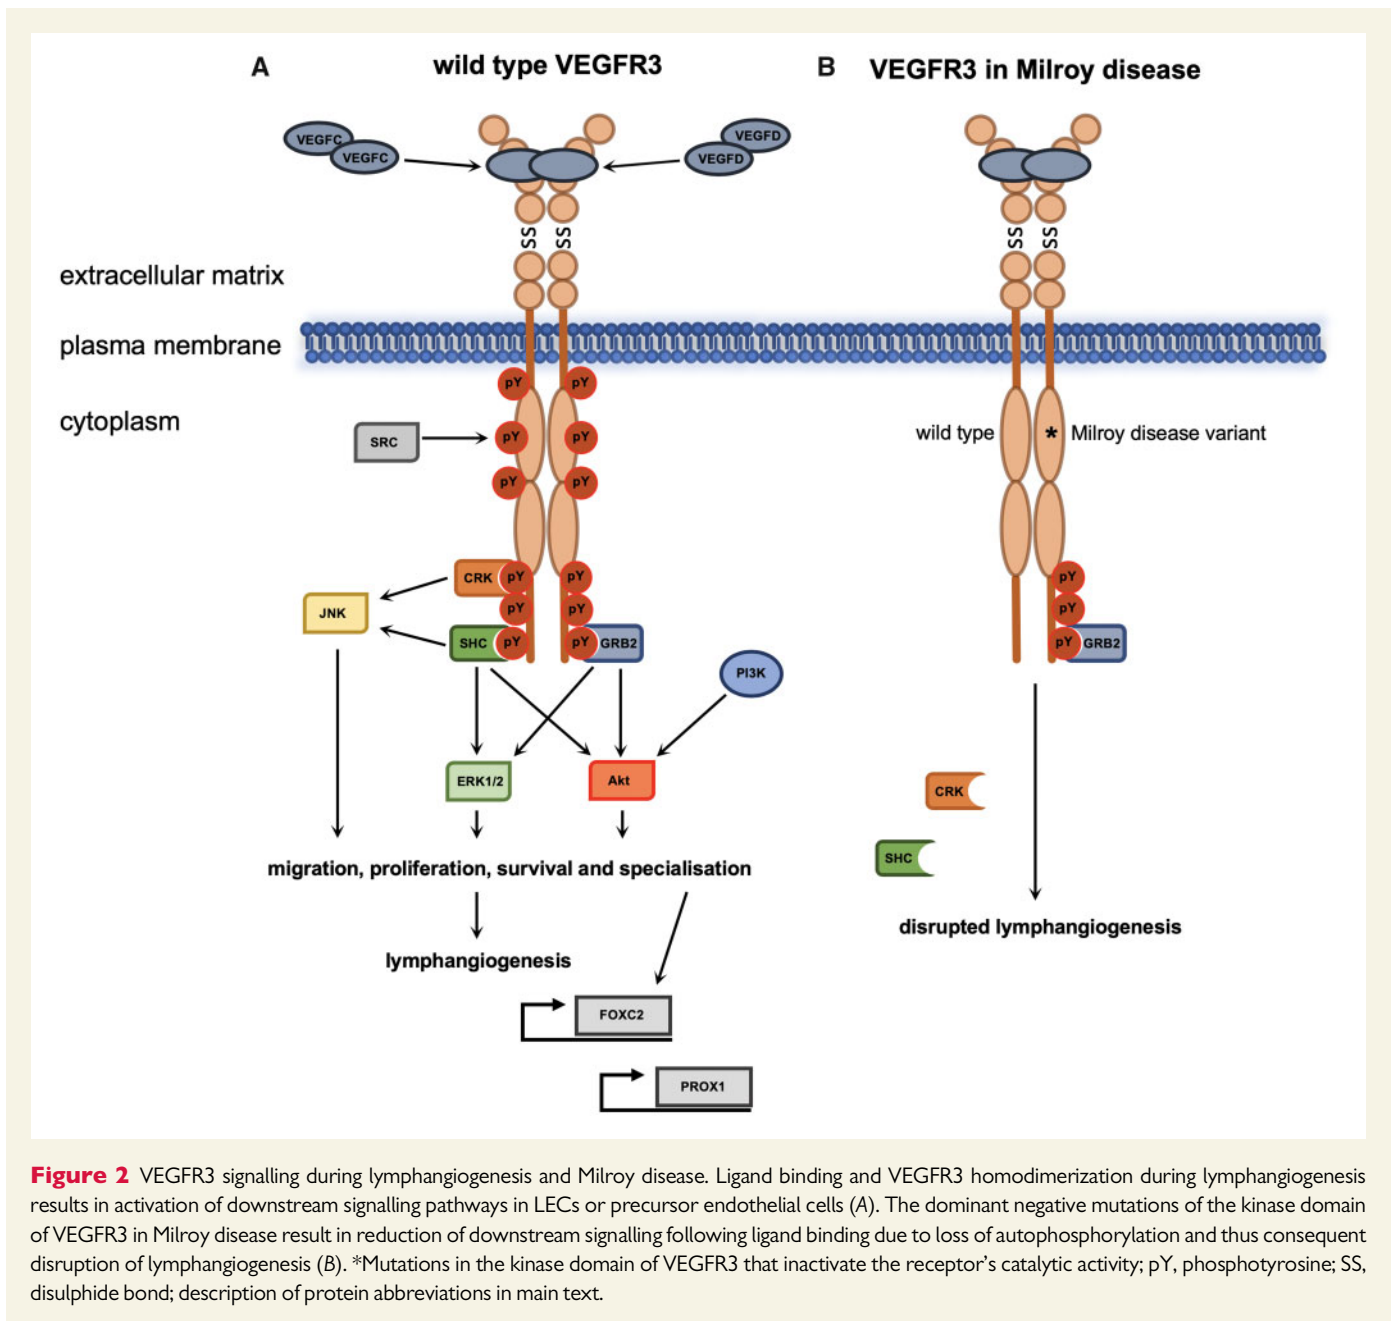 A
wild type VEGFR3
B
VEGFR3 in Milroy disease
VEGFC
VEGFC
VEGFD
VEGFD
SS
SS
SS
SS
extracellular matrix
plasma membrane
cytoplasm
pY
pY
SRC
pY
pY
wild type
*
Milroy disease variant
pY
pY
CRK
pY
pY
pY
JNK
pY
pY
pY
SHC
pY
pY
GRB2
pY
GRB2
PI3K
ERK1/2
Akt
CRK
SHC
migration, proliferation, survival and specialisation
disrupted lymphangiogenesis
lymphangiogenesis
FOXC2
PROX1
Figure 2 VEGFR3 signalling during lymphangiogenesis and Milroy disease. Ligand binding and VEGFR3 homodimerization during lymphangiogenesis
results in activation of downstream signalling pathways in LECs or precursor endothelial cells (A). The dominant negative mutations of the kinase domain
of VEGFR3 in Milroy disease result in reduction of downstream signalling following ligand binding due to loss of autophosphorylation and thus consequent
disruption of lymphangiogenesis (B). *Mutations in the kinase domain of VEGFR3 that inactivate the receptor's catalytic activity; pY, phosphotyrosine; SS,
disulphide bond; description of protein abbreviations in main text.